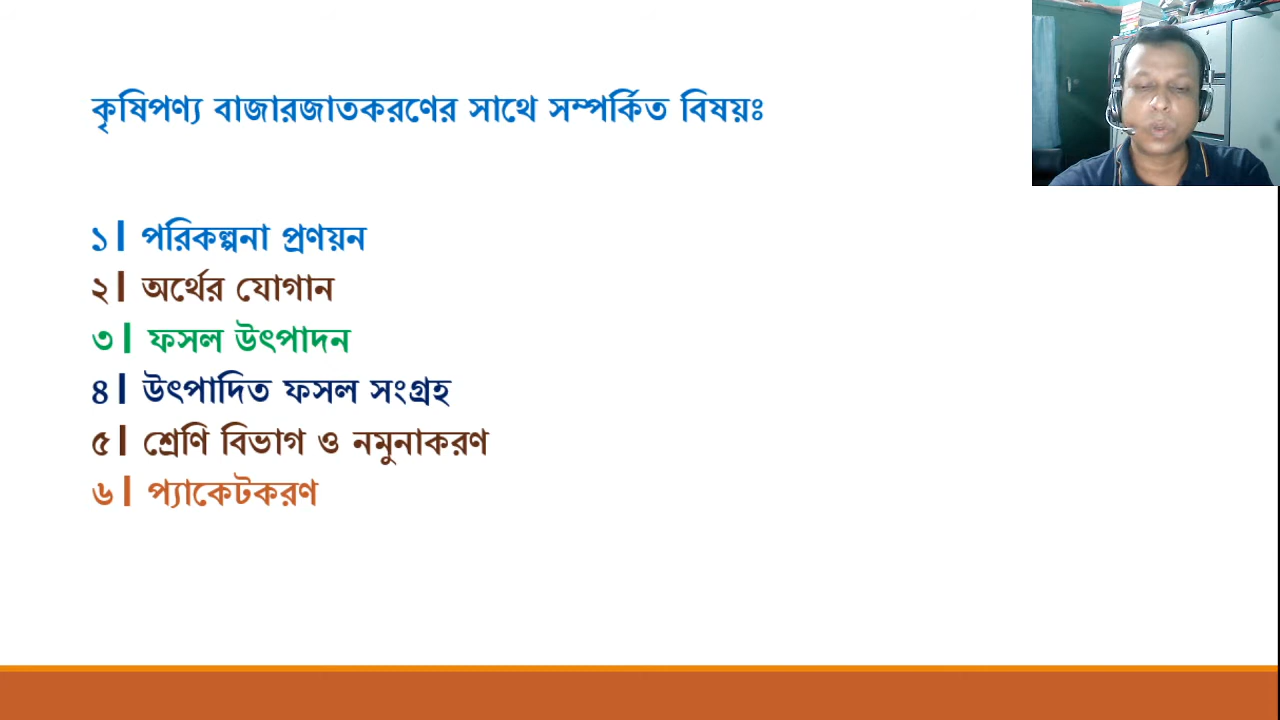 কৃষিপণ্য বাজারজাতকরণের সাথে সম্পর্কিত বিষয়ঃ
১। পরিকল্পনা প্রণয়ন
২। অর্থের যোগান
৩। ফসল উৎপাদন
৪। উৎপাদিত ফসল সংগ্রহ
৫। শ্রেণি বিভাগ ও নমুনাকরণ
৬। প্যাকেটকরণ